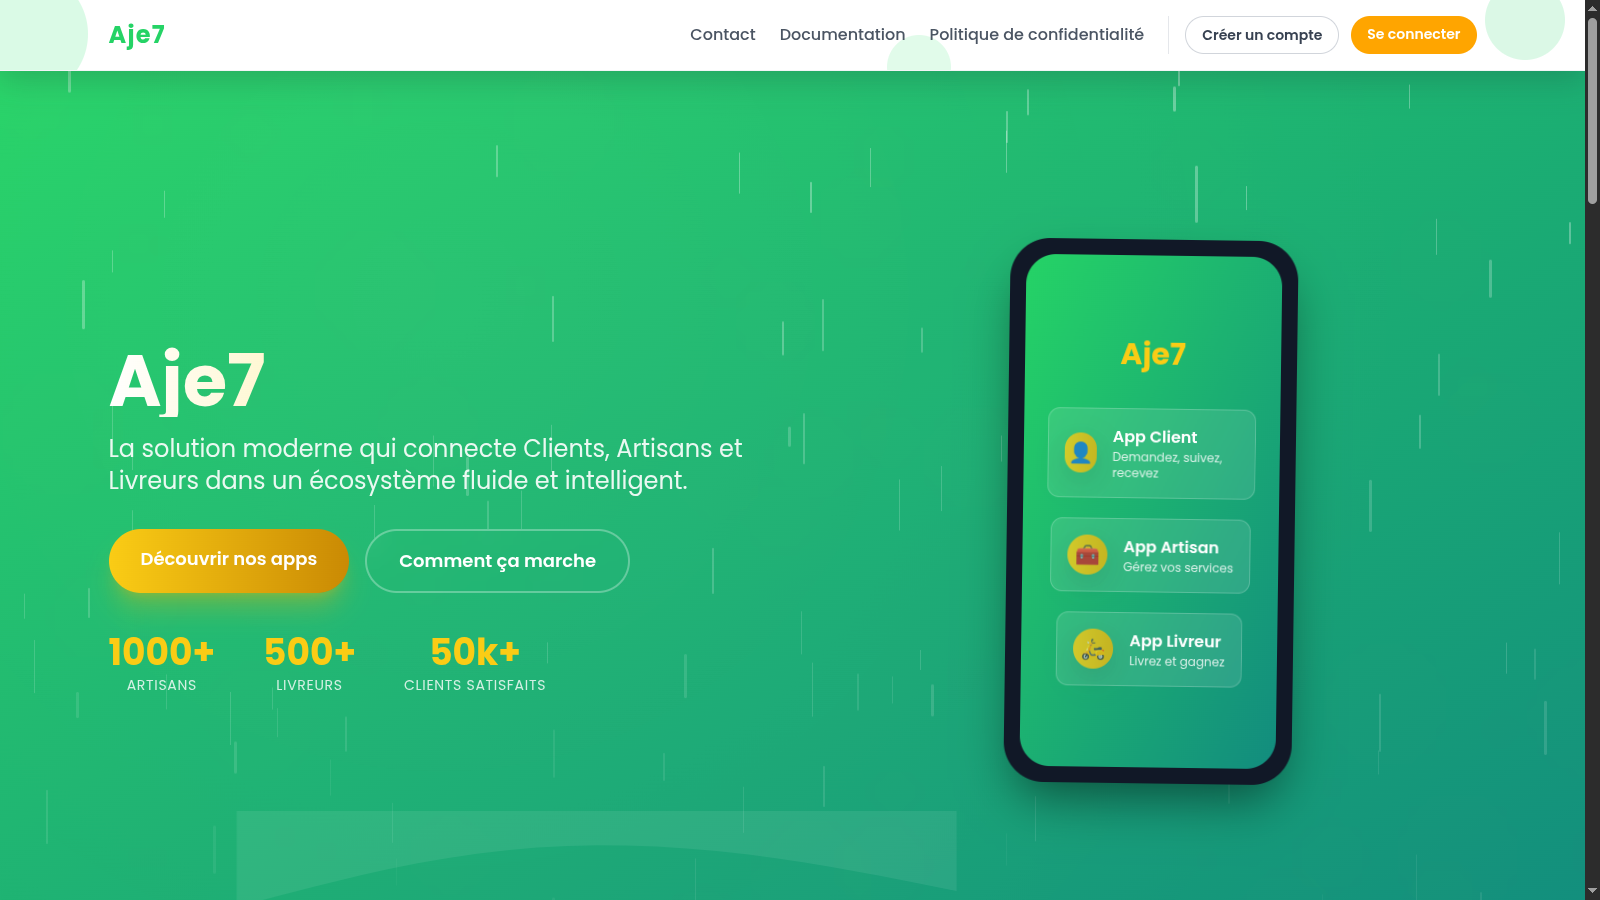 Aje7
Contact
Documentation
Politique de confidentialité
Créer un compte
Se connecter
Aje7
La solution moderne qui connecte Clients, Artisans et
Livreurs dans un écosystème fluide et intelligent.
Découvrir nos apps
Comment ça marche
1000+
ARTISANS
500+
LIVREURS
50k+
CLIENTS SATISFAITS
Aje7
App Client
Demandez, suivez,
recevez
App Artisan
Gérez vos services
App Livreur
Livrez et gagnez